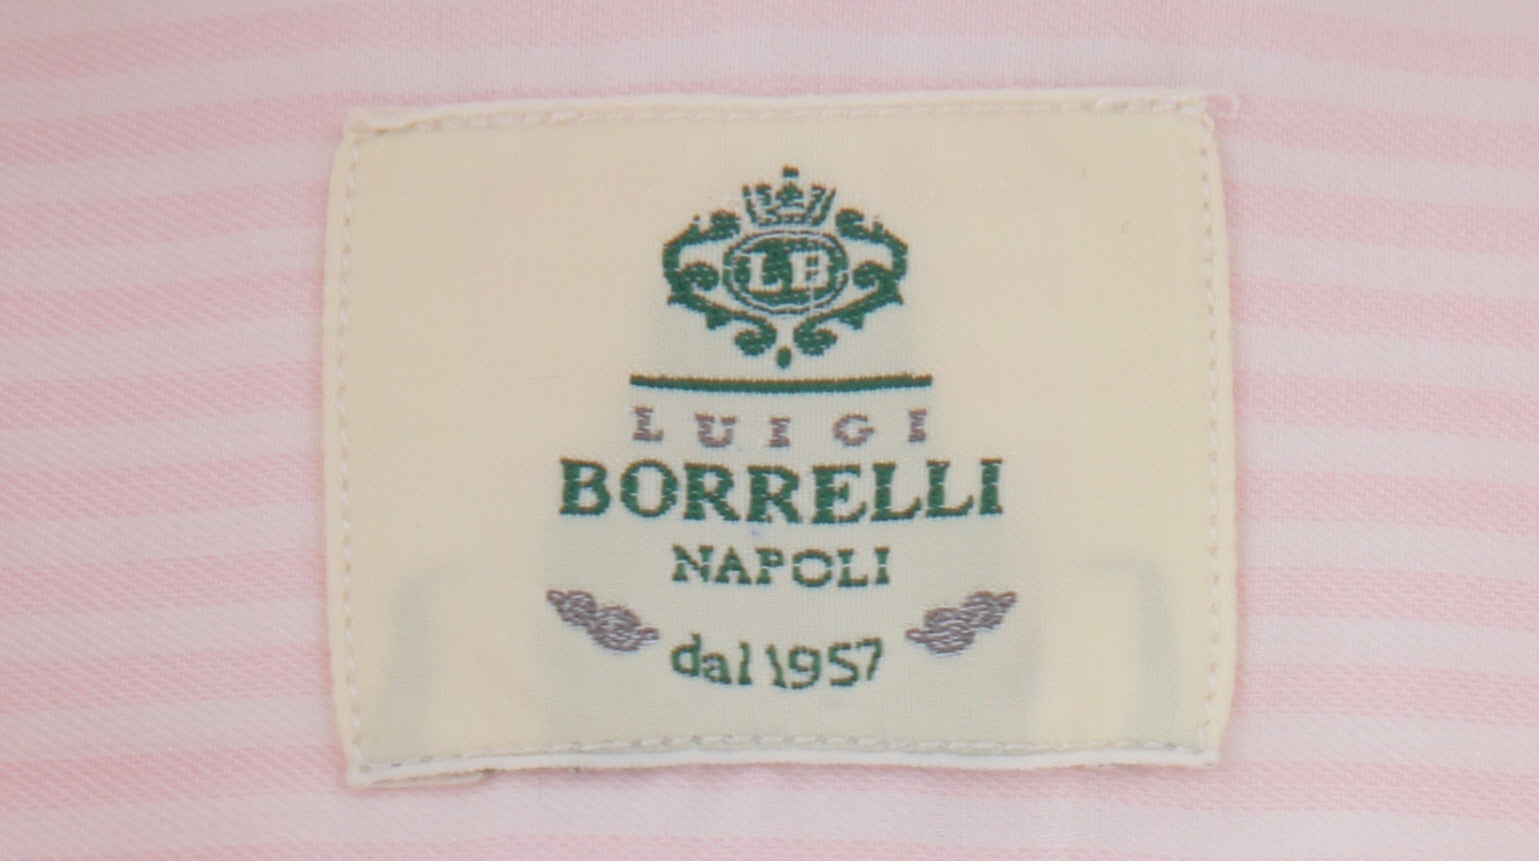 LB
LUIGI
BORRELLI
NAPOLI
dal 1957